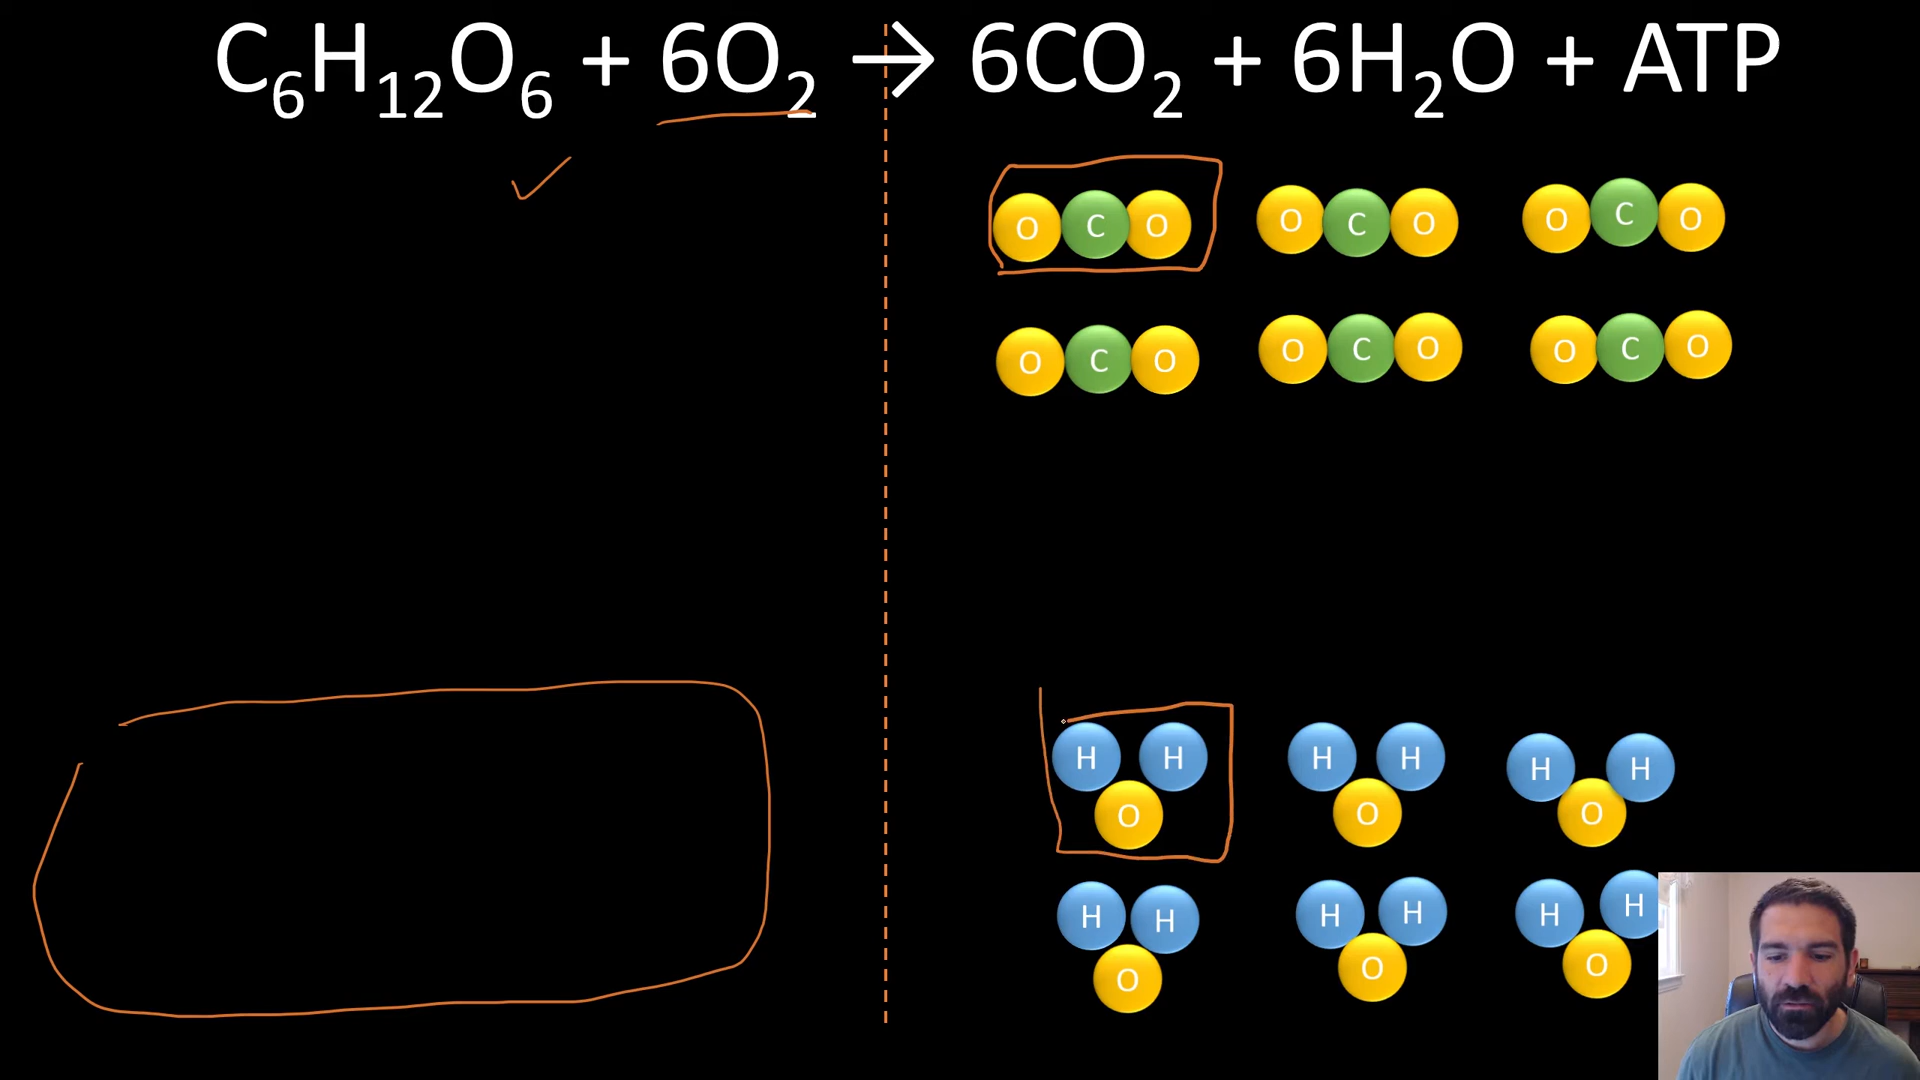 C₆H₁₂O₆ + 6O₂ → 6CO₂ + 6H₂O + ATP
O C O O C O O C O
O C O O C O O C O
H H H H H H
O O O
H H H H H H
O O O